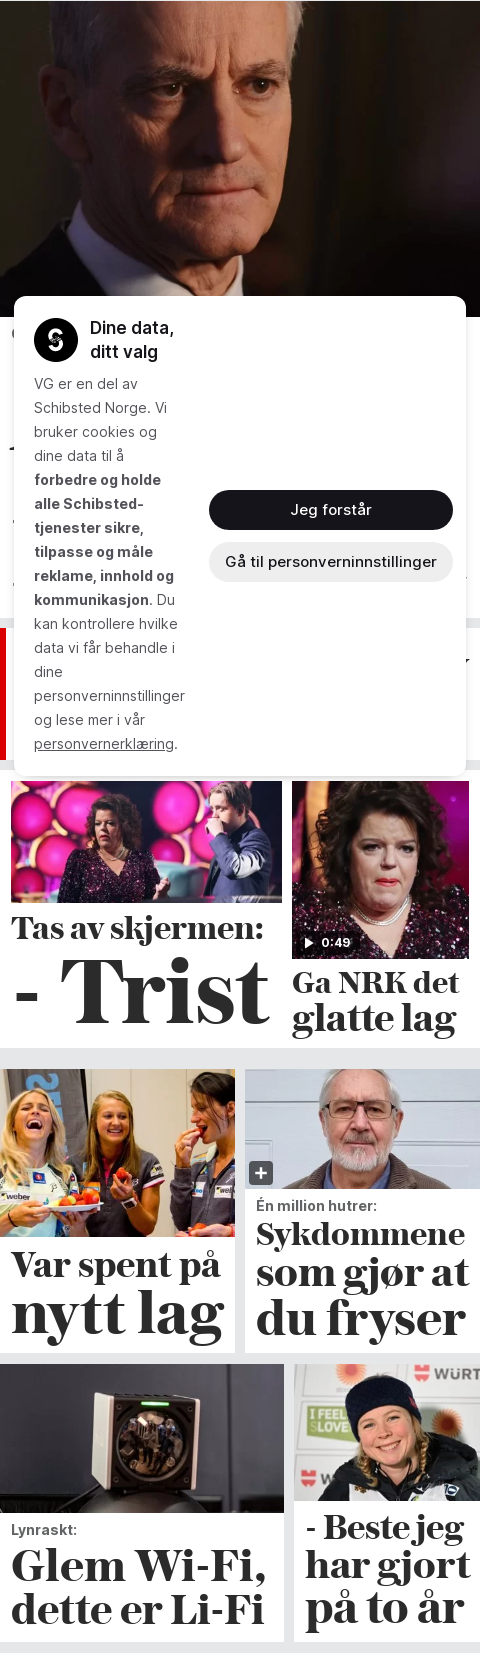 Dine data,
ditt valg
VG er en del av
Schibsted Norge. Vi
bruker cookies og
dine data til å
forbedre og holde
alle Schibsted-
tjenester sikre,
tilpasse og måle
reklame, innhold og
kommunikasjon. Du
kan kontrollere hvilke
data vi får behandle i
dine
personverninnstillinger
og lese mer i vår
personvernerklæring.
Jeg forstår
Gå til personverninnstillinger
Tas av skjermen:
- Trist
0:49
Ga NRK det
glatte lag
weber
Var spent på
nytt lag
Én million hutrer:
Sykdommene
som gjør at
du fryser
Lynraskt:
Glem Wi-Fi,
dette er Li-Fi
WÜRT
I FEEL
SLOVE
- Beste jeg
har gjort
på to år